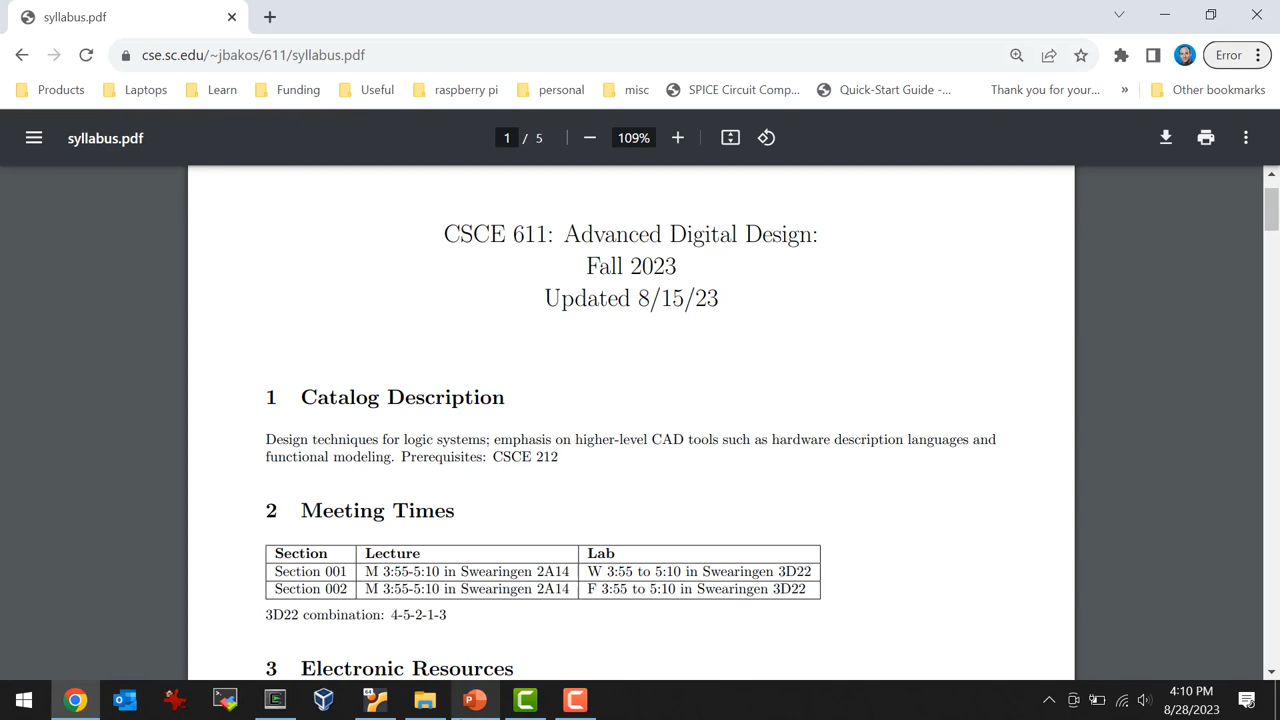 syllabus.pdf
cse.sc.edu/~jbakos/611/syllabus.pdf
Error
Products Laptops Learn Funding Useful raspberry pi personal misc SPICE Circuit Comp... Quick-Start Guide -... Thank you for your... » Other bookmarks
syllabus.pdf 1 / 5 109%
CSCE 611: Advanced Digital Design:
Fall 2023
Updated 8/15/23
1 Catalog Description
Design techniques for logic systems; emphasis on higher-level CAD tools such as hardware description languages and
functional modeling. Prerequisites: CSCE 212
2 Meeting Times
Section Lecture Lab
Section 001 M 3:55-5:10 in Swearingen 2A14 W 3:55 to 5:10 in Swearingen 3D22
Section 002 M 3:55-5:10 in Swearingen 2A14 F 3:55 to 5:10 in Swearingen 3D22
3D22 combination: 4-5-2-1-3
3 Electronic Resources
4:10 PM
8/28/2023